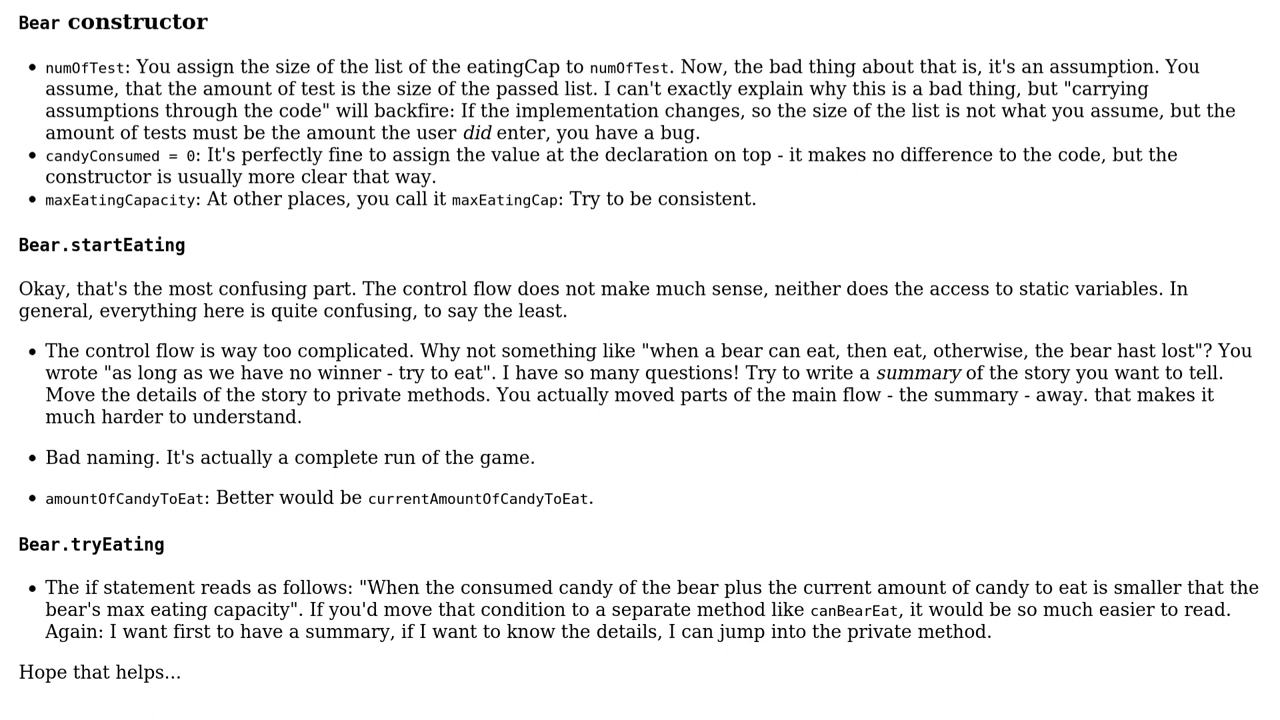 Bear constructor
• numOfTest: You assign the size of the list of the eatingCap to numOfTest. Now, the bad thing about that is, it's an assumption. You
assume, that the amount of test is the size of the passed list. I can't exactly explain why this is a bad thing, but "carrying
assumptions through the code" will backfire: If the implementation changes, so the size of the list is not what you assume, but the
amount of tests must be the amount the user did enter, you have a bug.
• candyConsumed = 0: It's perfectly fine to assign the value at the declaration on top - it makes no difference to the code, but the
constructor is usually more clear that way.
• maxEatingCapacity: At other places, you call it maxEatingCap: Try to be consistent.
Bear.startEating
Okay, that's the most confusing part. The control flow does not make much sense, neither does the access to static variables. In
general, everything here is quite confusing, to say the least.
• The control flow is way too complicated. Why not something like "when a bear can eat, then eat, otherwise, the bear hast lost"? You
wrote "as long as we have no winner - try to eat". I have so many questions! Try to write a summary of the story you want to tell.
Move the details of the story to private methods. You actually moved parts of the main flow - the summary - away. that makes it
much harder to understand.
• Bad naming. It's actually a complete run of the game.
• amountOfCandyToEat: Better would be currentAmountOfCandyToEat.
Bear.tryEating
• The if statement reads as follows: "When the consumed candy of the bear plus the current amount of candy to eat is smaller that the
bear's max eating capacity". If you'd move that condition to a separate method like canBearEat, it would be so much easier to read.
Again: I want first to have a summary, if I want to know the details, I can jump into the private method.
Hope that helps...